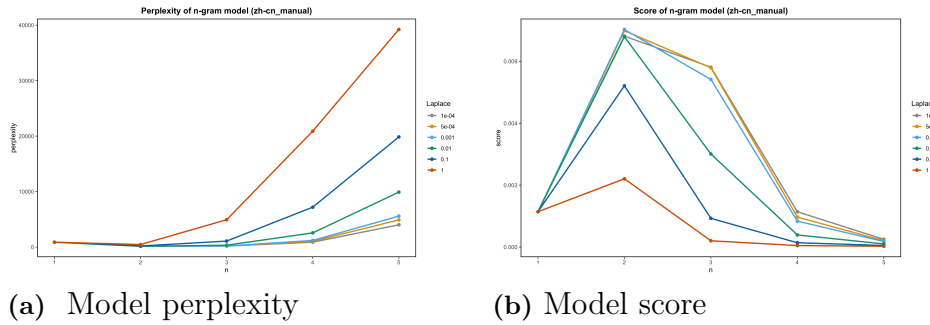 Perplexity of n-gram model (zh-cn_manual)
40000
30000
20000
10000
0
perplexity
1 2 3 4 5
n
Laplace
1e-04
5e-04
0.001
0.01
0.1
1
Score of n-gram model (zh-cn_manual)
0.006
0.004
0.002
0.000
score
1 2 3 4 5
n
Laplace
1
(a) Model perplexity
(b) Model score